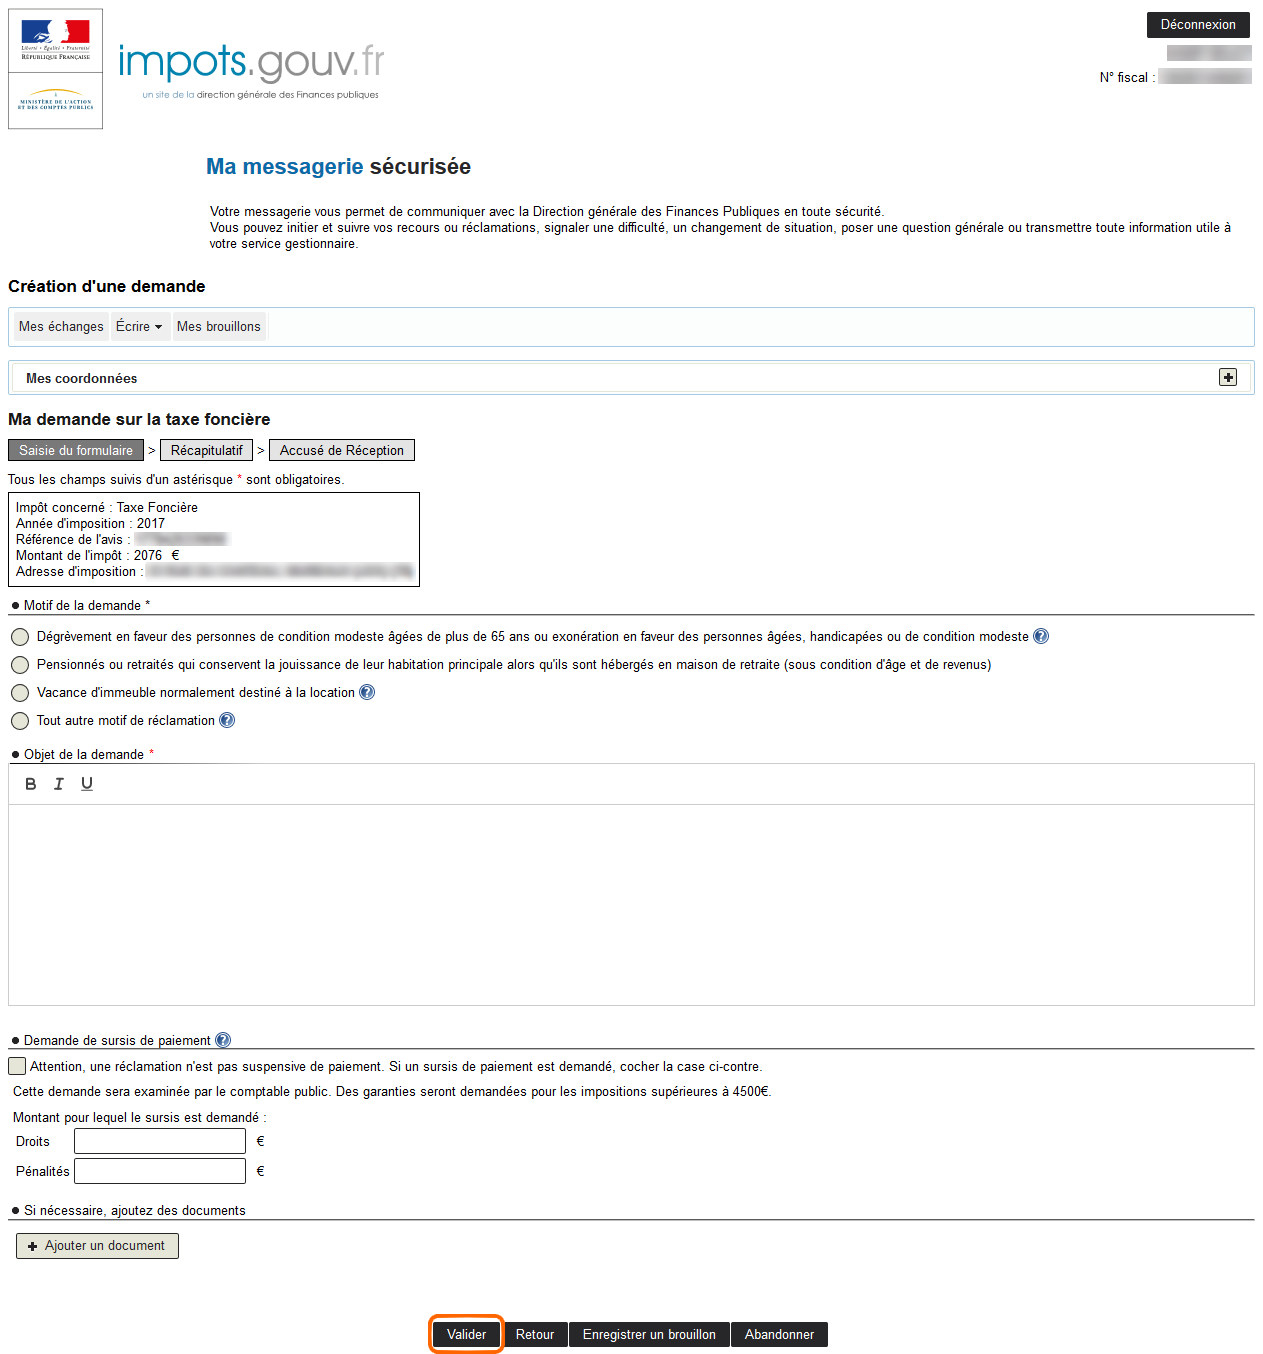 Déconnexion
Liberté • Égalité • Fraternité
RÉPUBLIQUE FRANÇAISE
impots.gouv.fr
N° fiscal :
MINISTÈRE DE L'ACTION
ET DES COMPTES PUBLICS
un site de la direction générale des Finances publiques
Ma messagerie sécurisée
Votre messagerie vous permet de communiquer avec la Direction générale des Finances Publiques en toute sécurité.
Vous pouvez initier et suivre vos recours ou réclamations, signaler une difficulté, un changement de situation, poser une question générale ou transmettre toute information utile à
votre service gestionnaire.
Création d'une demande
Mes échanges Écrire Mes brouillons
Mes coordonnées
Ma demande sur la taxe foncière
Saisie du formulaire > Récapitulatif > Accusé de Réception
Tous les champs suivis d'un astérisque * sont obligatoires.
Impôt concerné : Taxe Foncière
Année d'imposition : 2017
Référence de l'avis :
Montant de l'impôt : 2076 €
Adresse d'imposition :
Motif de la demande *
Dégrèvement en faveur des personnes de condition modeste âgées de plus de 65 ans ou exonération en faveur des personnes âgées, handicapées ou de condition modeste ?
Pensionnés ou retraités qui conservent la jouissance de leur habitation principale alors qu'ils sont hébergés en maison de retraite (sous condition d'âge et de revenus)
Vacance d'immeuble normalement destiné à la location ?
Tout autre motif de réclamation ?
Objet de la demande *
B I U
Demande de sursis de paiement ?
Attention, une réclamation n'est pas suspensive de paiement. Si un sursis de paiement est demandé, cocher la case ci-contre.
Cette demande sera examinée par le comptable public. Des garanties seront demandées pour les impositions supérieures à 4500€.
Montant pour lequel le sursis est demandé :
Droits €
Pénalités €
Si nécessaire, ajoutez des documents
Ajouter un document
Valider Retour Enregistrer un brouillon Abandonner